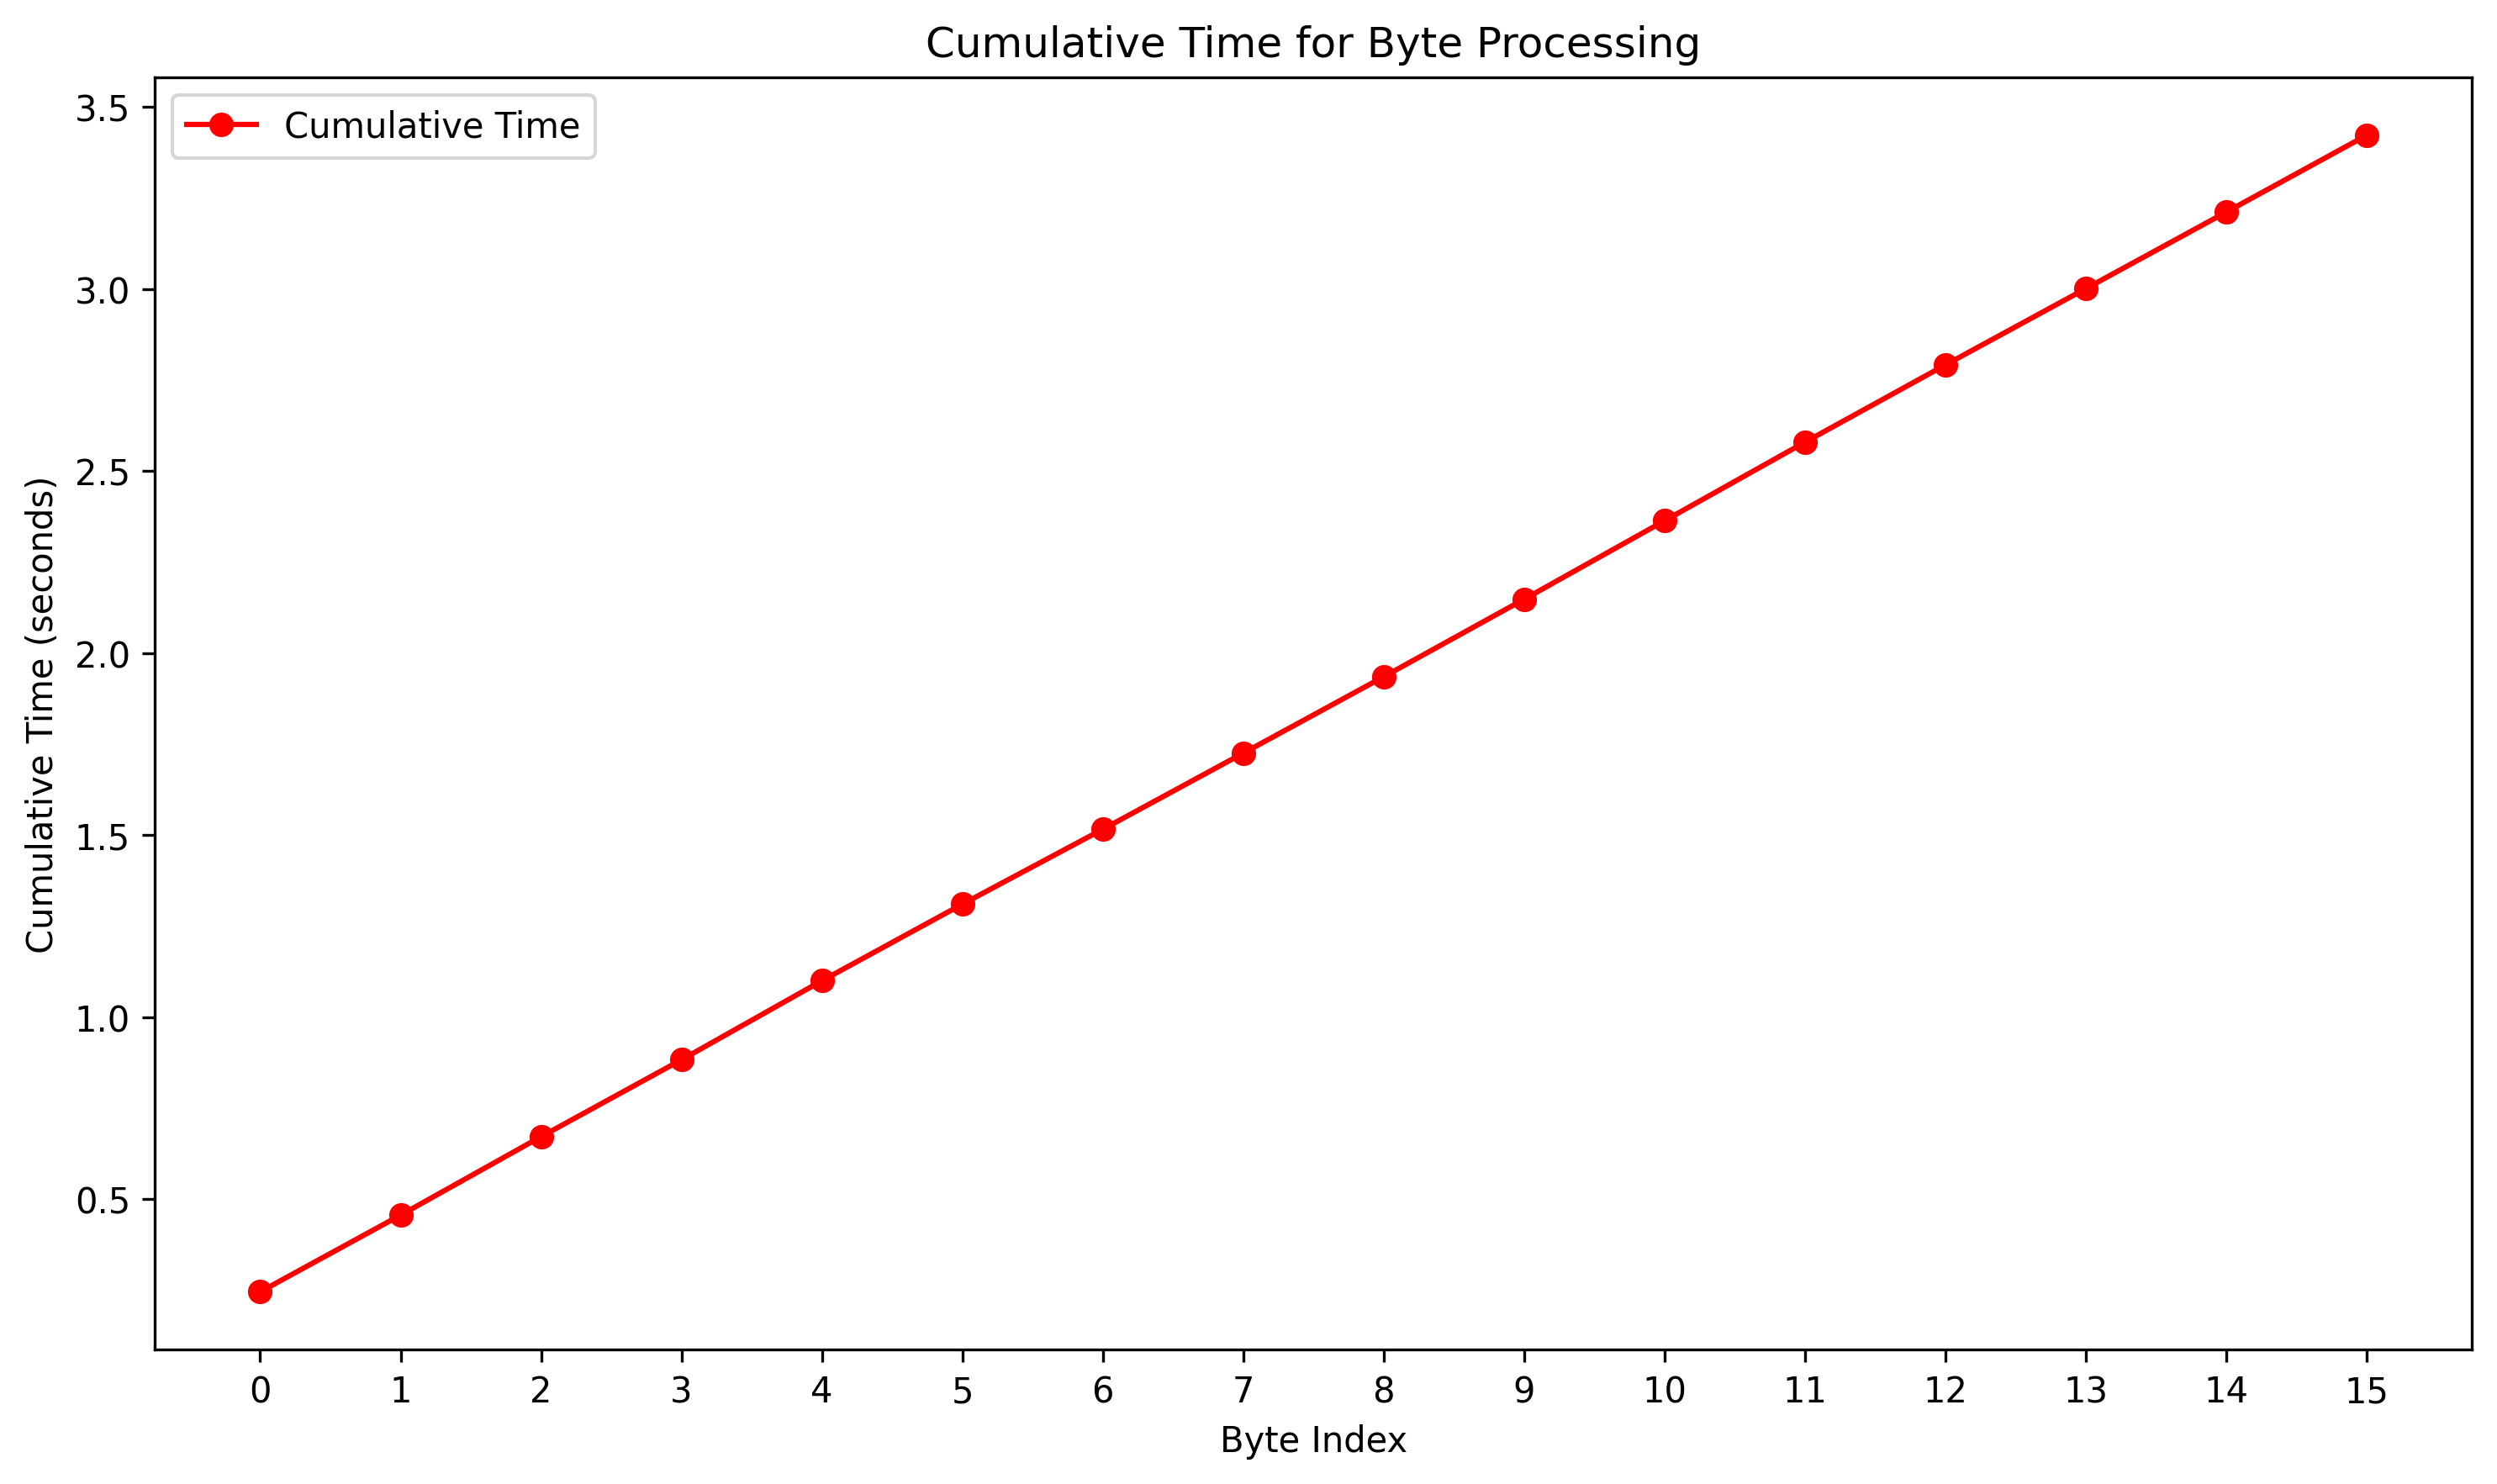 Cumulative Time for Byte Processing
Cumulative Time
3.5
3.0
2.5
2.0
1.5
1.0
0.5
Cumulative Time (seconds)
0 1 2 3 4 5 6 7 8 9 10 11 12 13 14 15
Byte Index